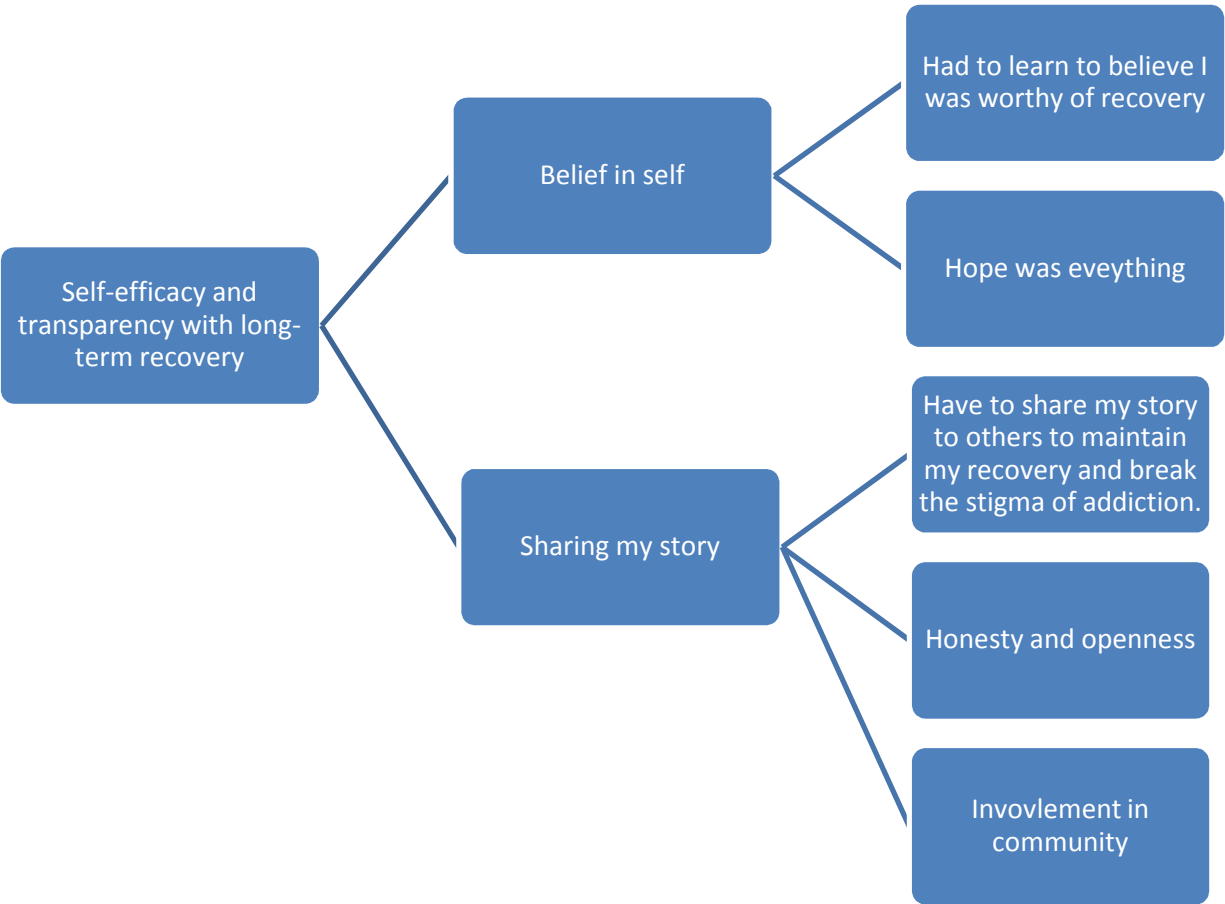 Self-efficacy and
transparency with long-
term recovery
Belief in self
Had to learn to believe I
was worthy of recovery
Hope was eveything
Sharing my story
Have to share my story
to others to maintain
my recovery and break
the stigma of addiction.
Honesty and openness
Invovlement in
community